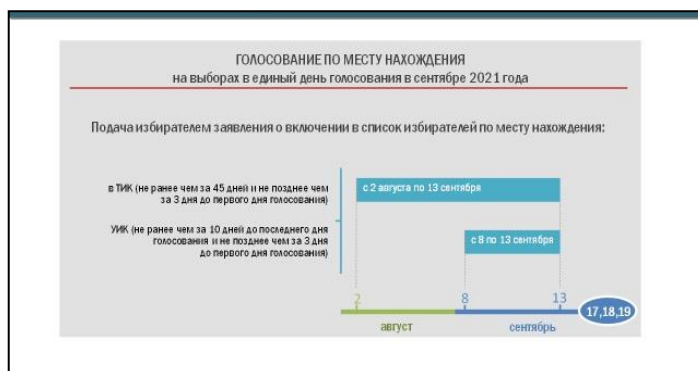 ГОЛОСОВАНИЕ ПО МЕСТУ НАХОЖДЕНИЯ
на выборах в единый день голосования в сентябре 2021 года
Подача избирателем заявления о включении в список избирателей по месту нахождения:
в ТИК (не ранее чем за 45 дней и не позднее чем
за 3 дня до первого дня голосования)
с 2 августа по 13 сентября
УИК (не ранее чем за 10 дней до последнего дня
голосования и не позднее чем за 3 дня
до первого дня голосования)
с 8 по 13 сентября
2 8 13
17,18,19
август сентябрь